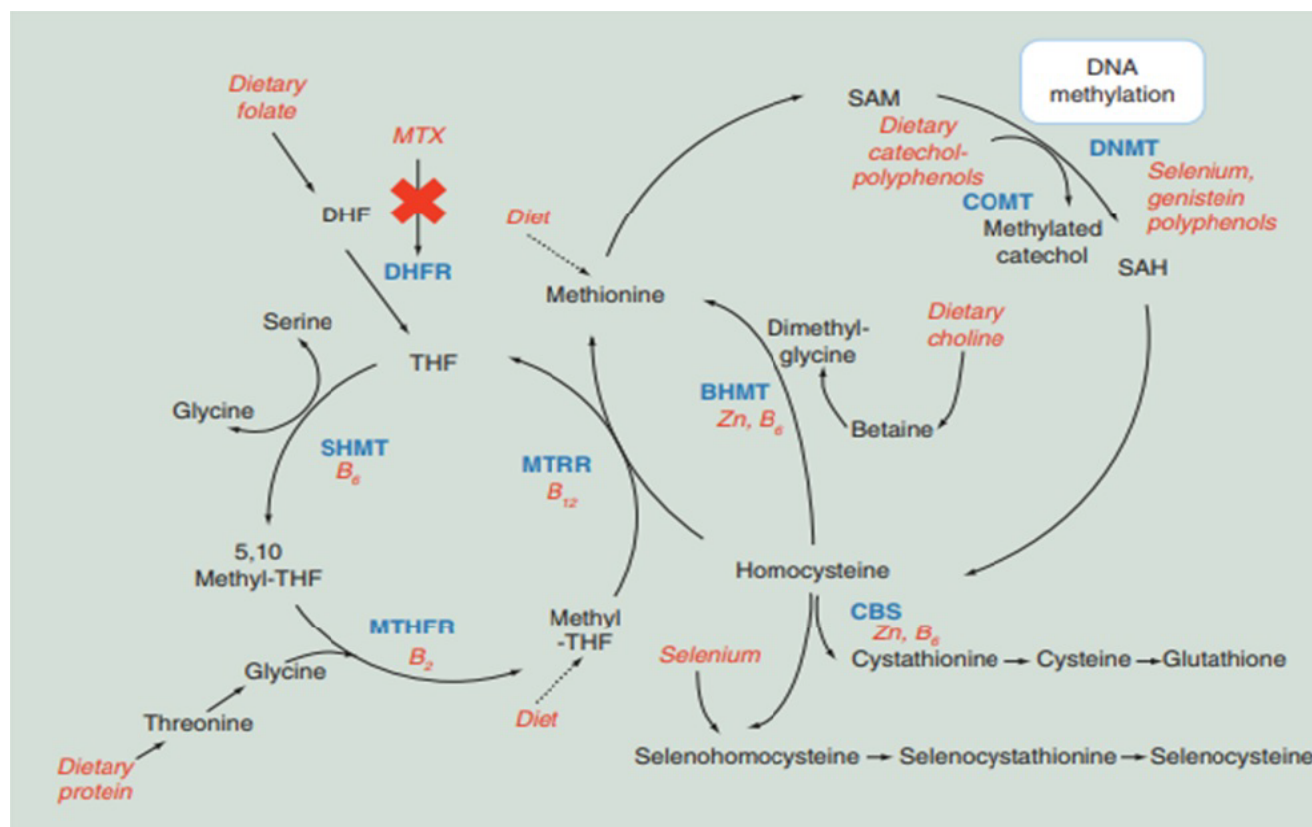 Dietary
folate
MTX
DHF
DHFR
Diet
Methionine
SAM
Dietary
catechol-
polyphenols
DNA
methylation
DNMT
COMT
Selenium,
genistein
polyphenols
Methylated
catechol
SAH
Serine
THF
Glycine
SHMT
B6
MTRR
B12
Dimethyl-
glycine
Dietary
choline
BHMT
Zn, B6
Betaine
5,10
Methyl-THF
MTHFR
B2
Methyl
-THF
Homocysteine
CBS
Zn, B6
Glycine
Threonine
Dietary
protein
Diet
Selenium
Cystathionine
Cysteine
Glutathione
Selenohomocysteine
Selenocystathionine
Selenocysteine